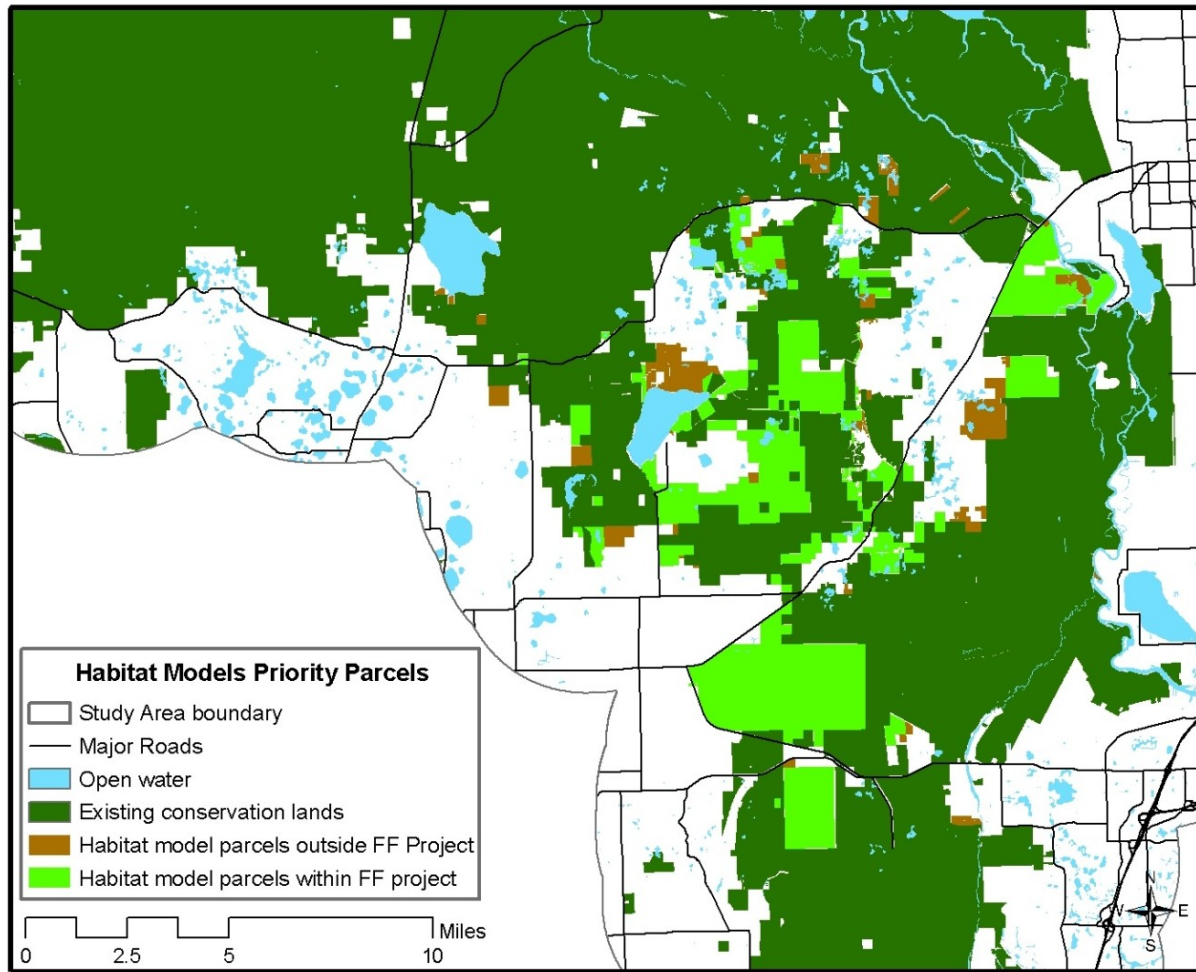 Habitat Models Priority Parcels
Study Area boundary
Major Roads
Open water
Existing conservation lands
Habitat model parcels outside FF Project
Habitat model parcels within FF project
Miles
0 2.5 5 10
N
W E
S